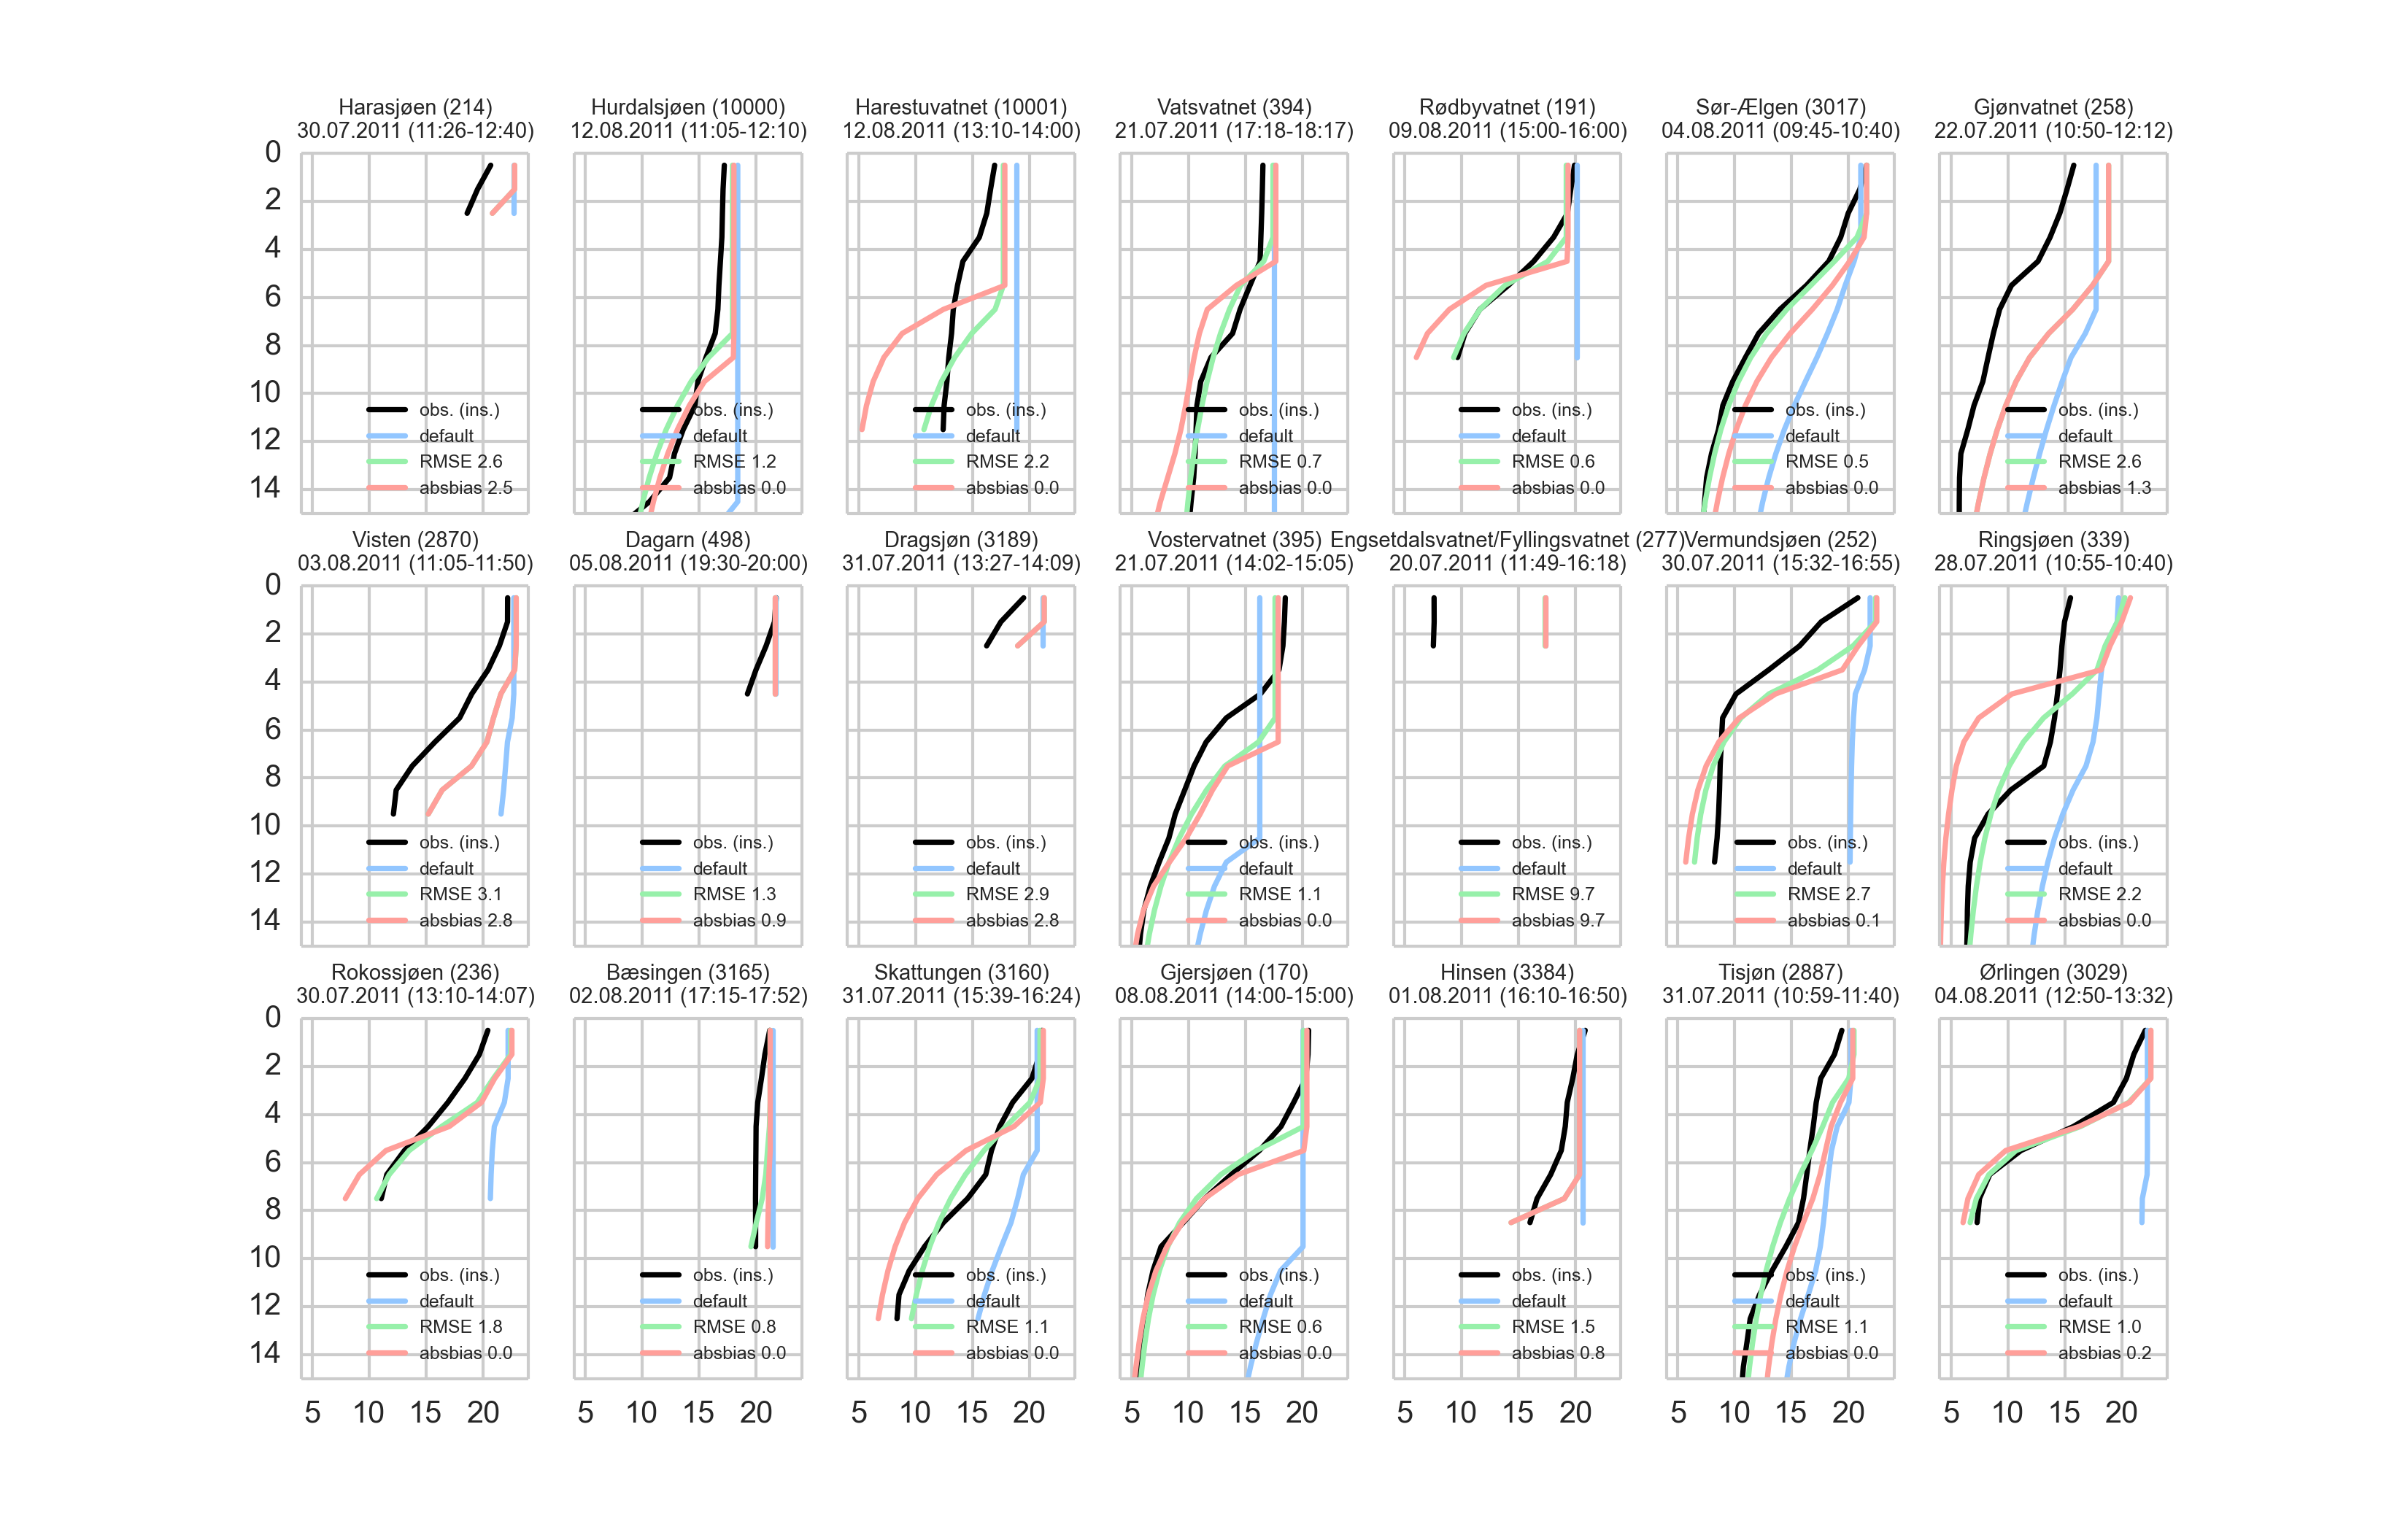 Harasjøen (214)
30.07.2011 (11:26-12:40)
Hurdalsjøen (10000)
12.08.2011 (11:05-12:10)
Harestuvatnet (10001)
12.08.2011 (13:10-14:00)
Vatsvatnet (394)
21.07.2011 (17:18-18:17)
Rødbyvatnet (191)
09.08.2011 (15:00-16:00)
Sør-Ælgen (3017)
04.08.2011 (09:45-10:40)
Gjønvatnet (258)
22.07.2011 (10:50-12:12)
0
2
4
6
8
10
12
14
obs. (ins.)
default
RMSE 2.6
absbias 2.5
obs. (ins.)
default
RMSE 1.2
absbias 0.0
obs. (ins.)
default
RMSE 2.2
absbias 0.0
obs. (ins.)
default
RMSE 0.7
absbias 0.0
obs. (ins.)
default
RMSE 0.6
absbias 0.0
obs. (ins.)
default
RMSE 0.5
absbias 0.0
obs. (ins.)
default
RMSE 2.6
absbias 1.3
Visten (2870)
03.08.2011 (11:05-11:50)
Dagarn (498)
05.08.2011 (19:30-20:00)
Dragsjøn (3189)
31.07.2011 (13:27-14:09)
Vostervatnet (395)
21.07.2011 (14:02-15:05)
Engsetdalsvatnet/Fyllingsvatnet (277)
20.07.2011 (11:49-16:18)
Vermundsjøen (252)
30.07.2011 (15:32-16:55)
Ringsjøen (339)
28.07.2011 (10:55-10:40)
0
2
4
6
8
10
12
14
obs. (ins.)
default
RMSE 3.1
absbias 2.8
obs. (ins.)
default
RMSE 1.3
absbias 0.9
obs. (ins.)
default
RMSE 2.9
absbias 2.8
obs. (ins.)
default
RMSE 1.1
absbias 0.0
obs. (ins.)
default
RMSE 9.7
absbias 9.7
obs. (ins.)
default
RMSE 2.7
absbias 0.1
obs. (ins.)
default
RMSE 2.2
absbias 0.0
Rokossjøen (236)
30.07.2011 (13:10-14:07)
Bæsingen (3165)
02.08.2011 (17:15-17:52)
Skattungen (3160)
31.07.2011 (15:39-16:24)
Gjersjøen (170)
08.08.2011 (14:00-15:00)
Hinsen (3384)
01.08.2011 (16:10-16:50)
Tisjøn (2887)
31.07.2011 (10:59-11:40)
Ørlingen (3029)
04.08.2011 (12:50-13:32)
0
2
4
6
8
10
12
14
obs. (ins.)
default
RMSE 1.8
absbias 0.0
obs. (ins.)
default
RMSE 0.8
absbias 0.0
obs. (ins.)
default
RMSE 1.1
absbias 0.0
obs. (ins.)
default
RMSE 0.6
absbias 0.0
obs. (ins.)
default
RMSE 1.5
absbias 0.8
obs. (ins.)
default
RMSE 1.1
absbias 0.0
obs. (ins.)
default
RMSE 1.0
absbias 0.2
5 10 15 20
5 10 15 20
5 10 15 20
5 10 15 20
5 10 15 20
5 10 15 20
5 10 15 20